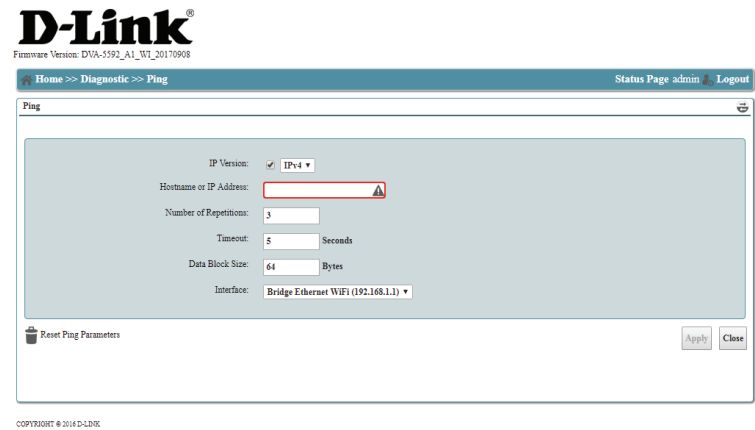 D-Link®
Firmware Version: DVA-5592_A1_WI_20170908
Home >> Diagnostic >> Ping Status Page admin Logout
Ping
IP Version: IPv4
Hostname or IP Address:
Number of Repetitions: 3
Timeout: 5 Seconds
Data Block Size: 64 Bytes
Interface: Bridge Ethernet WiFi (192.168.1.1)
Reset Ping Parameters Apply Close
COPYRIGHT © 2016 D-LINK